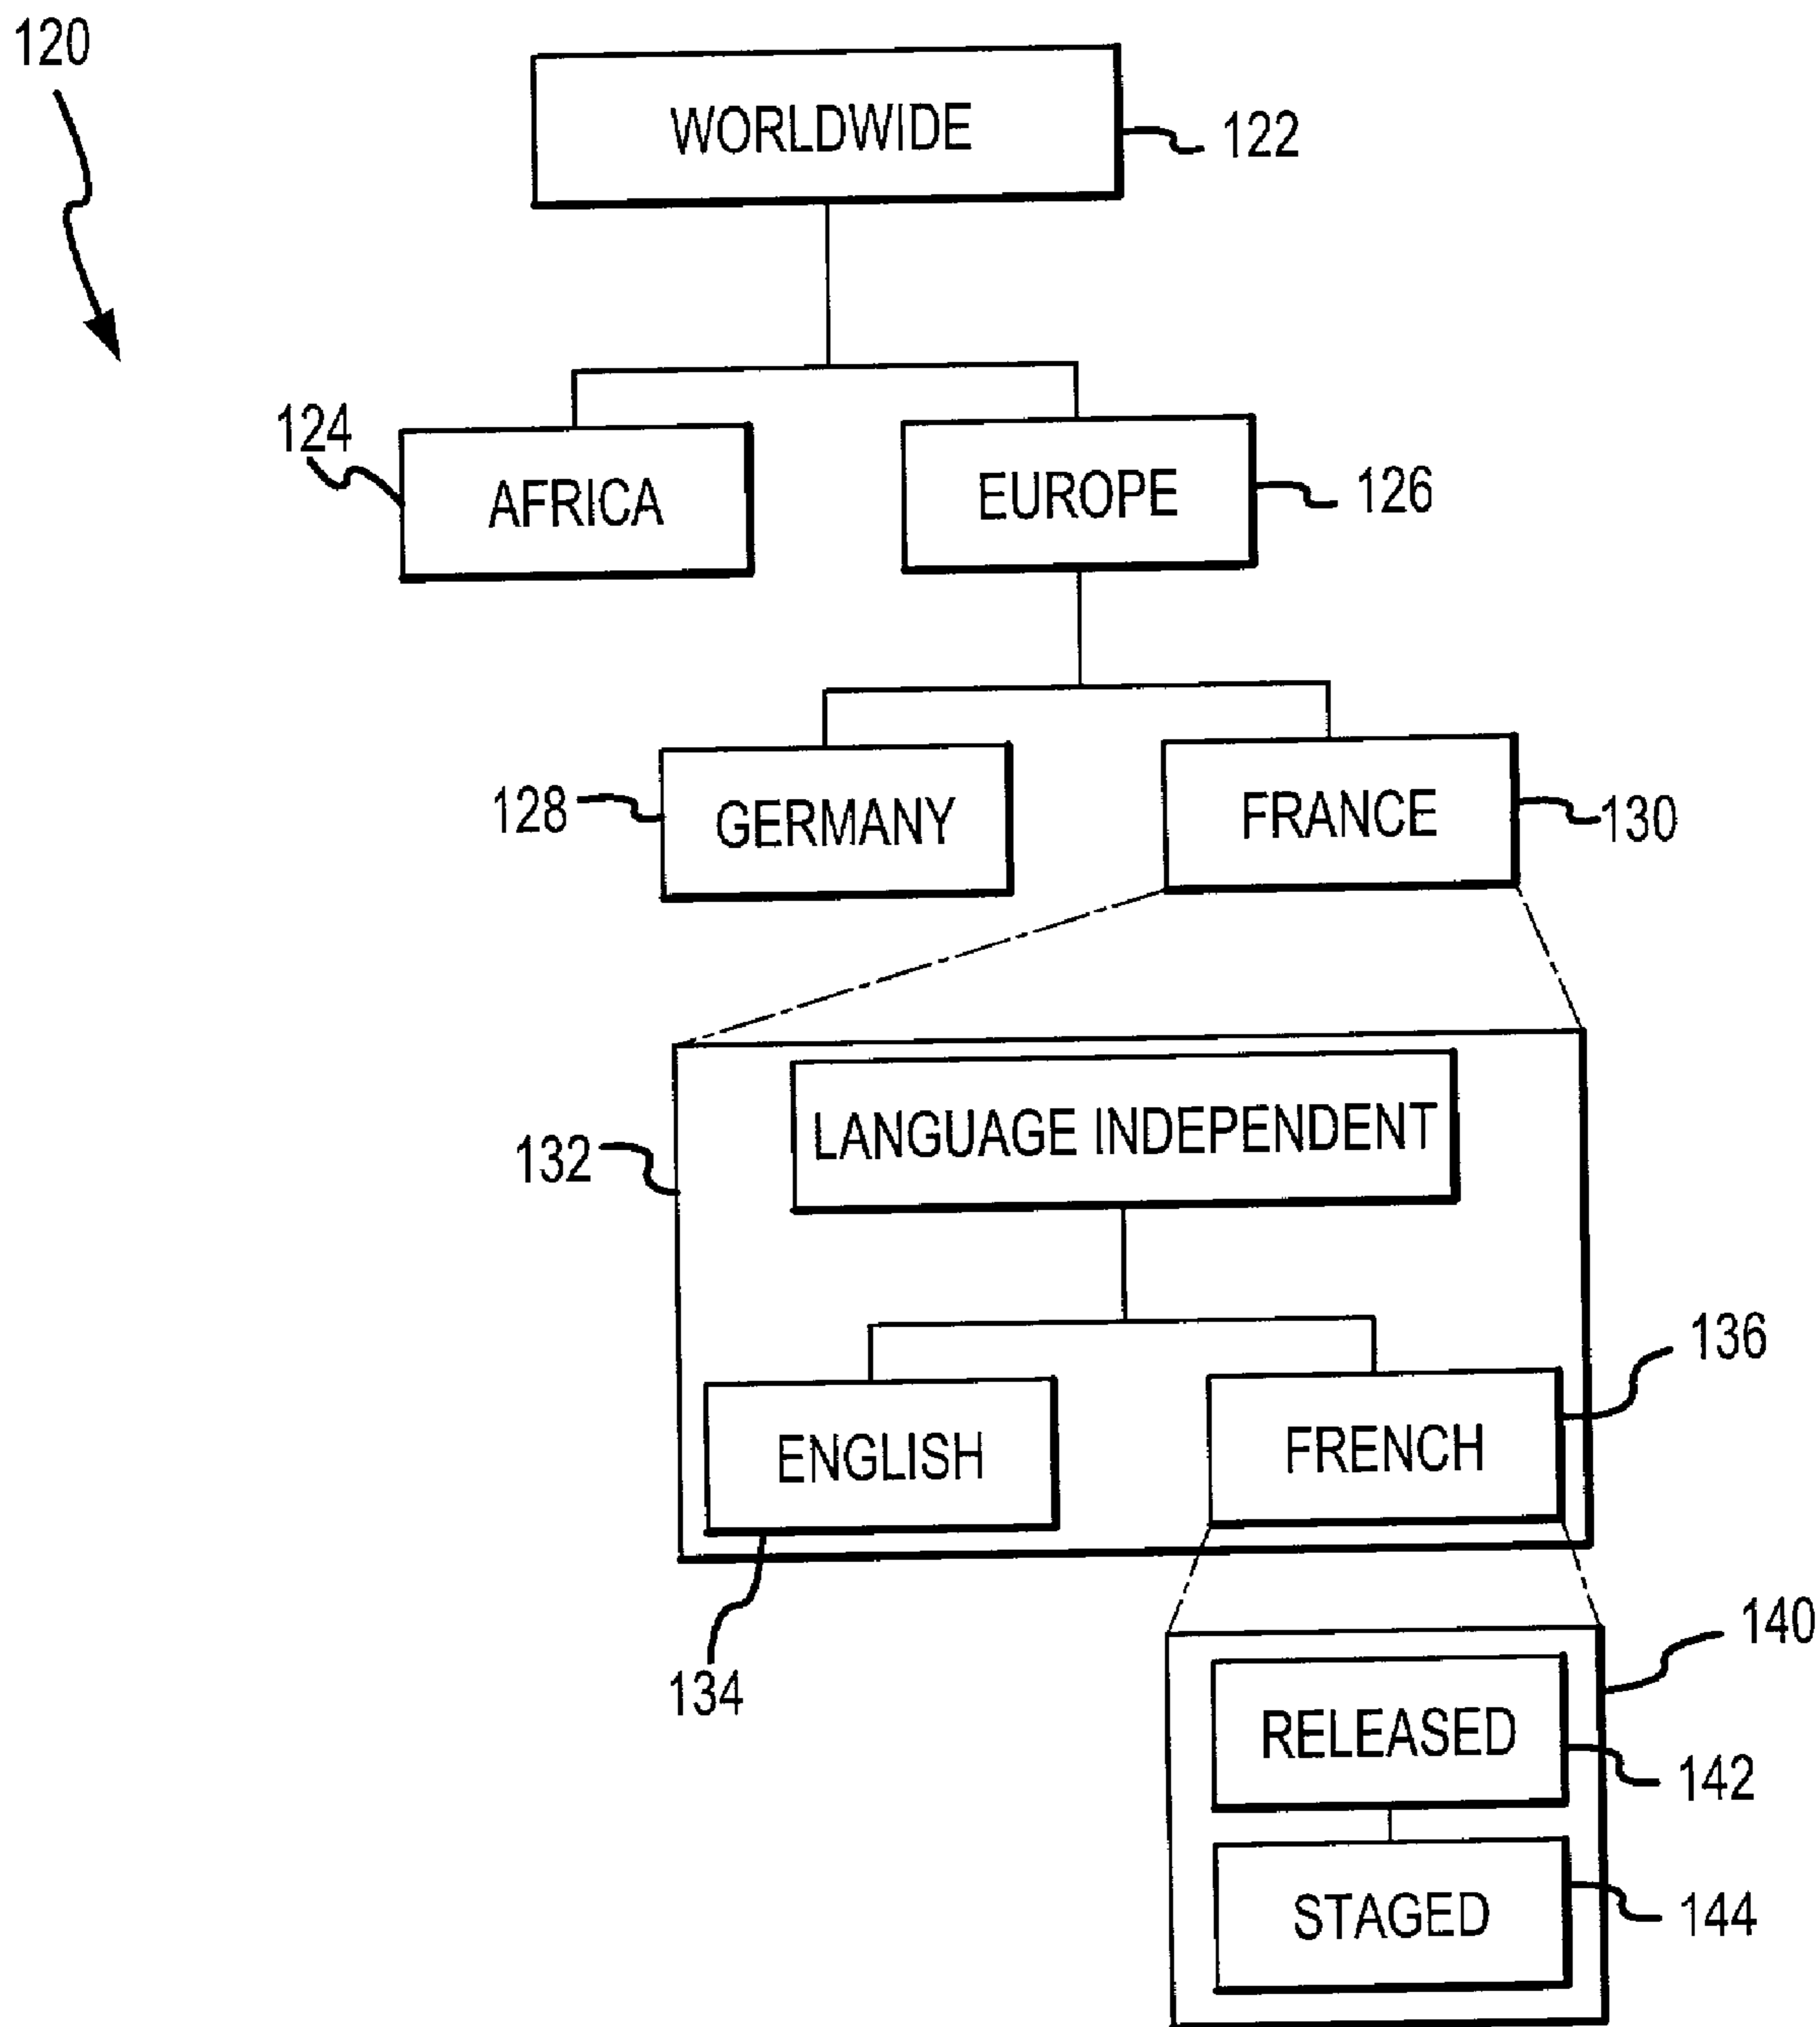 120
WORLDWIDE
122
124
AFRICA
EUROPE
126
128
GERMANY
FRANCE
130
LANGUAGE INDEPENDENT
132
136
ENGLISH
FRENCH
134
140
RELEASED
142
STAGED
144